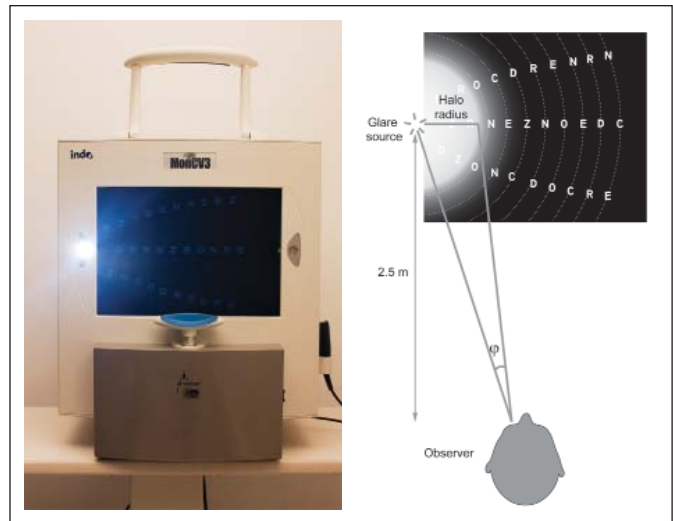 indo
MonCV3
R O C D R E N R N
Halo
radius
Glare
source
N E Z N O E D C
D Z O N C D O C R E
2.5 m
φ
Observer